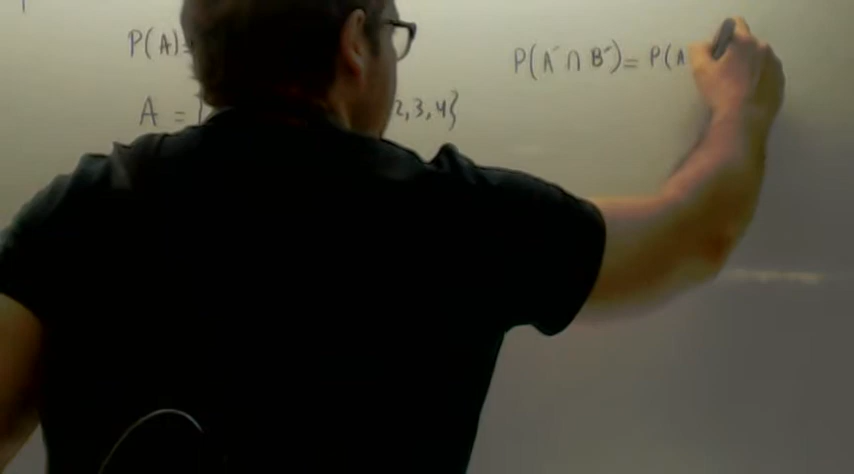 P(A)= P(A' ∩ B')= P(A
A = 2,3,4}